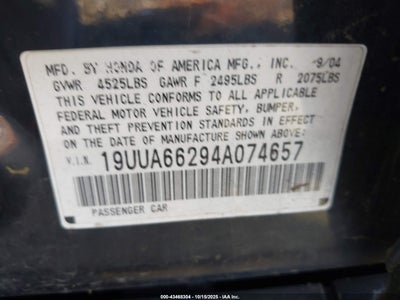 MFD. BY HONDA OF AMERICA MFG., INC. 9/04
GVWR 4525LBS GAWR F 2495LBS R 2075LBS
THIS VEHICLE CONFORMS TO ALL APPLICABLE
FEDERAL MOTOR VEHICLE SAFETY, BUMPER,
AND THEFT PREVENTION STANDARDS IN EFFECT
ON THE DATE OF MANUFACTURE SHOWN ABOVE.
V.I.N. 19UUA66294A074657
PASSENGER CAR
000-43468304 - 10/15/2025 - IAA Inc.